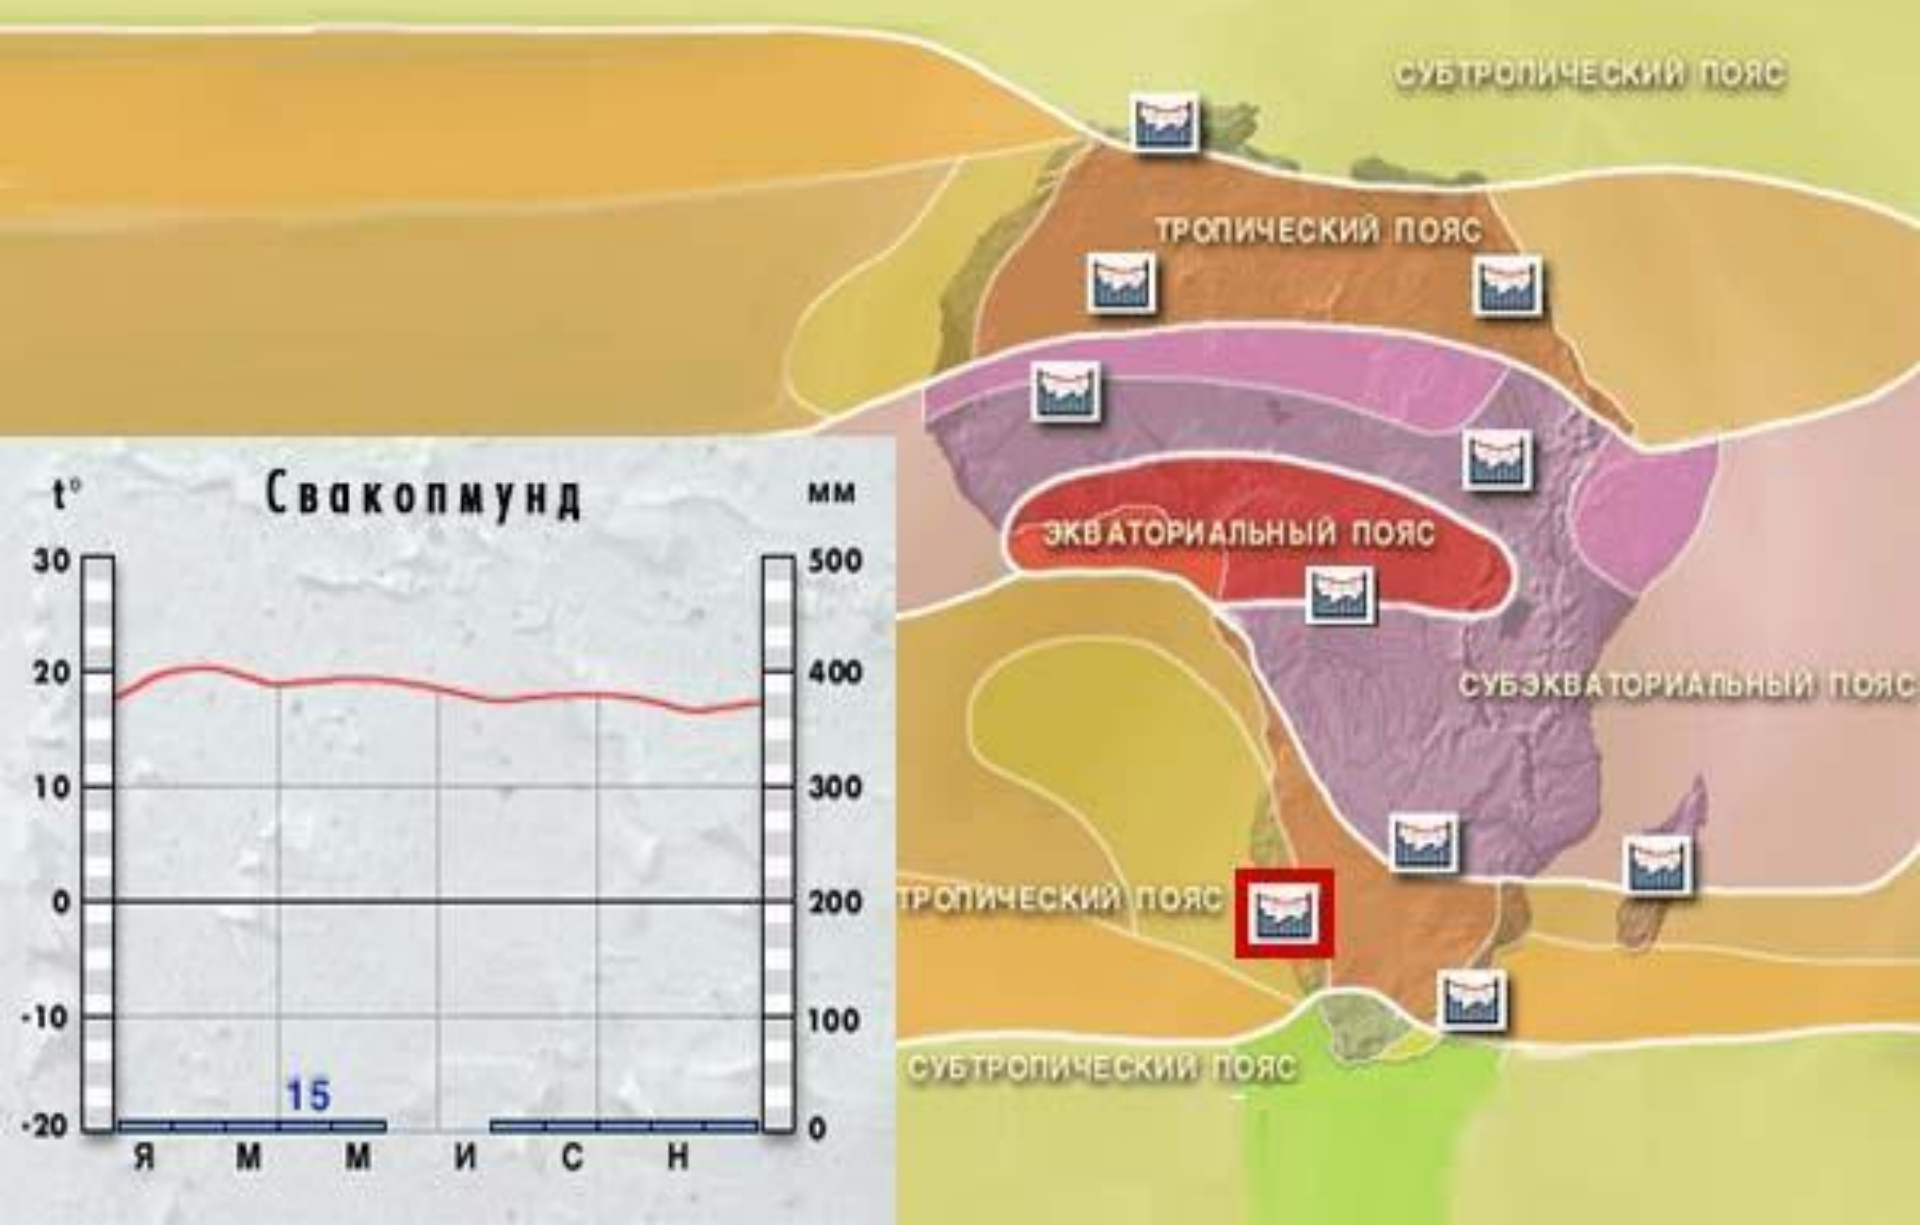 СУБТРОПИЧЕСКИЙ ПОЯС
ТРОПИЧЕСКИЙ ПОЯС
ЭКВАТОРИАЛЬНЫЙ ПОЯС
СУБЭКВАТОРИАЛЬНЫЙ ПОЯС
ТРОПИЧЕСКИЙ ПОЯС
СУБТРОПИЧЕСКИЙ ПОЯС
t° Свакопмунд мм
30 500
20 400
10 300
0 200
-10 100
15
-20 0
Я М М И С Н